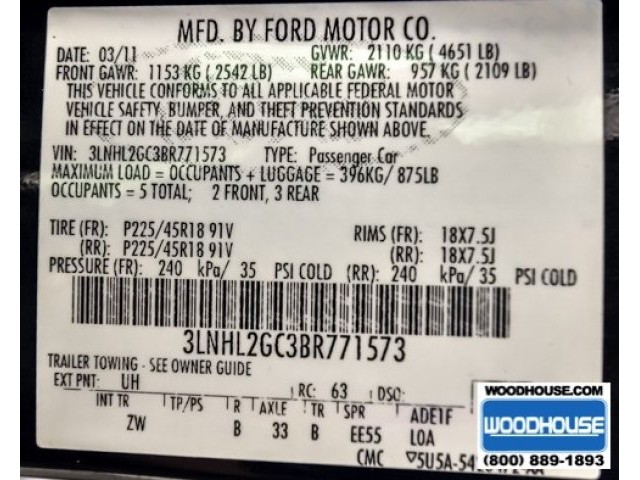 MFD. BY FORD MOTOR CO.
DATE: 03/11 GVWR: 2110 KG ( 4651 LB)
FRONT GAWR: 1153 KG ( 2542 LB) REAR GAWR: 957 KG ( 2109 LB)
THIS VEHICLE CONFORMS TO ALL APPLICABLE FEDERAL MOTOR
VEHICLE SAFETY, BUMPER, AND THEFT PREVENTION STANDARDS
IN EFFECT ON THE DATE OF MANUFACTURE SHOWN ABOVE.
VIN: 3LNHL2GC3BR771573 TYPE: Passenger Car
MAXIMUM LOAD = OCCUPANTS + LUGGAGE = 396KG/ 875LB
OCCUPANTS = 5 TOTAL; 2 FRONT, 3 REAR
TIRE (FR): P225/45R18 91V RIMS (FR): 18X7.5J
(RR): P225/45R18 91V (RR): 18X7.5J
PRESSURE (FR): 240 kPa/ 35 PSI COLD (RR): 240 kPa/ 35 PSI COLD
3LNHL2GC3BR771573
TRAILER TOWING - SEE OWNER GUIDE
EXT PNT: UH RC: 63 DSO:
INT TR TP/PS R AXLE TR SPR ADE1F
ZW B 33 B EE55 LOA
CMC ▽5U5A-54
WOODHOUSE.COM
WOODHOUSE
(800) 889-1893